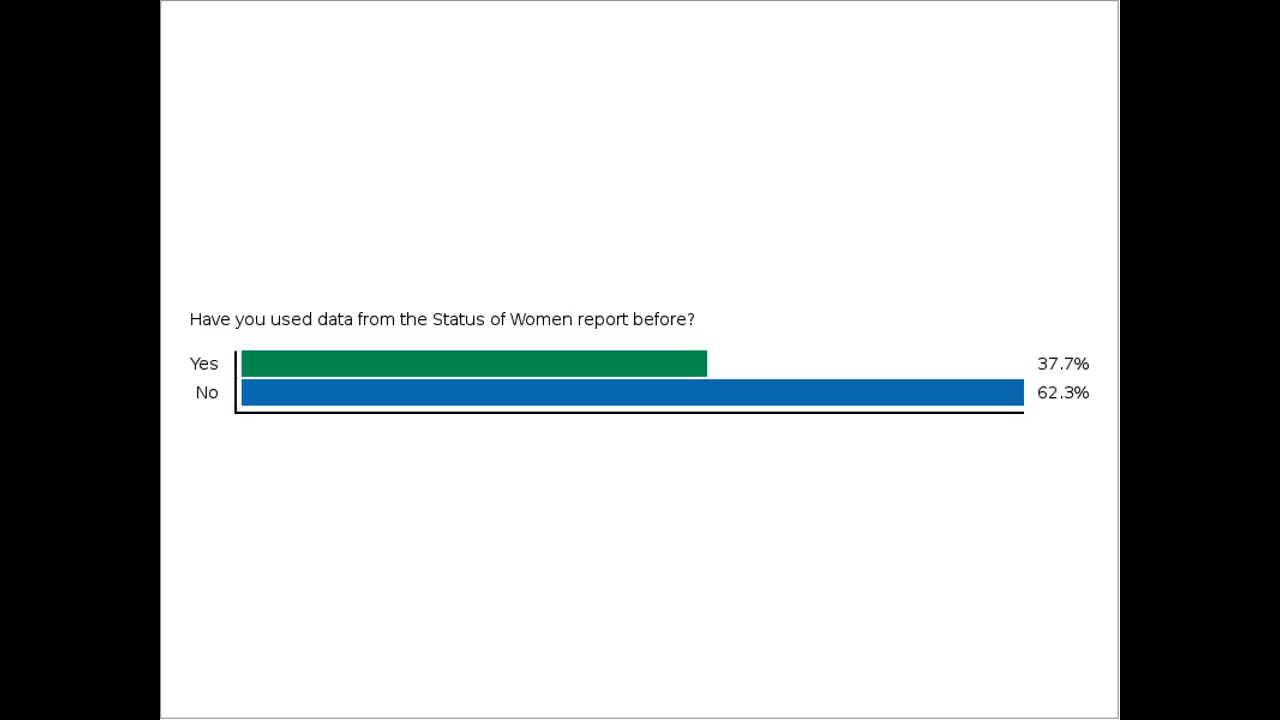 Have you used data from the Status of Women report before?
Yes 37.7%
No 62.3%